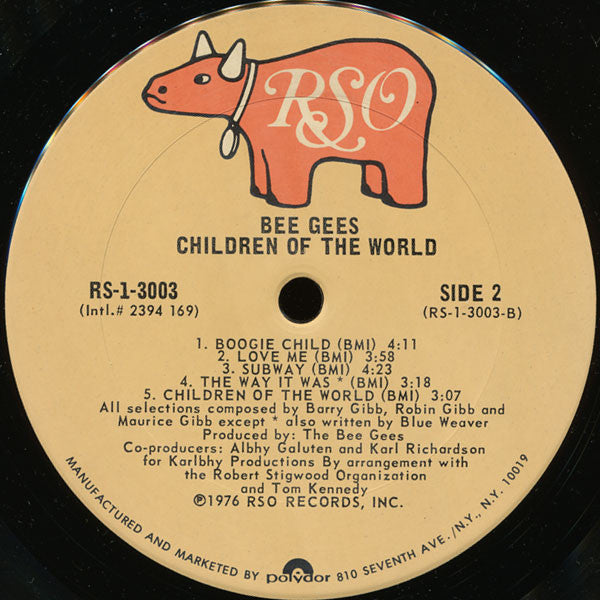 RSO
BEE GEES
CHILDREN OF THE WORLD
RS-1-3003
(Intl.# 2394 169)
SIDE 2
(RS-1-3003-B)
1. BOOGIE CHILD (BMI) 4:11
2. LOVE ME (BMI) 3:58
3. SUBWAY (BMI) 4:23
4. THE WAY IT WAS * (BMI) 3:18
5. CHILDREN OF THE WORLD (BMI) 3:07
All selections composed by Barry Gibb, Robin Gibb and
Maurice Gibb except * also written by Blue Weaver
Produced by: The Bee Gees
Co-producers: Albhy Galuten and Karl Richardson
for Karlbhy Productions By arrangement with
the Robert Stigwood Organization
and Tom Kennedy
℗1976 RSO RECORDS, INC.
MANUFACTURED AND MARKETED BY polydor 810 SEVENTH AVE./N.Y., N.Y. 10019